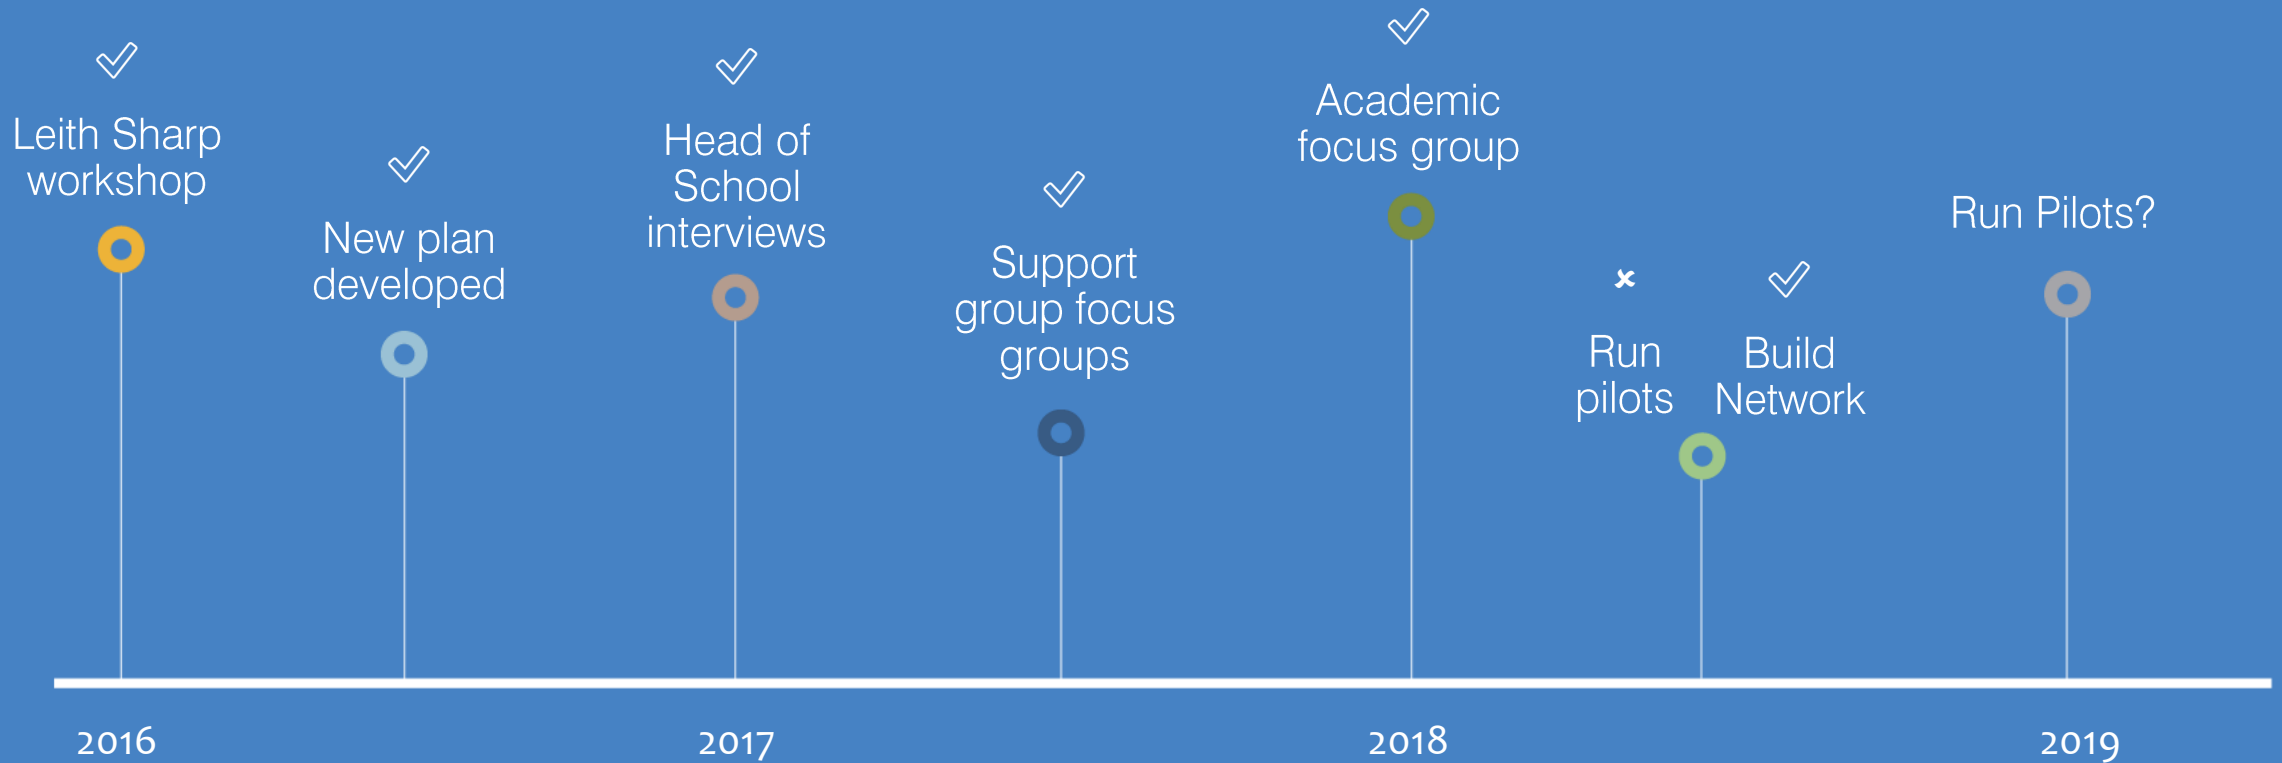 Leith Sharp
workshop
New plan
developed
Head of
School
interviews
Support
group focus
groups
Academic
focus group
Run
pilots
Build
Network
Run Pilots?
2016
2017
2018
2019